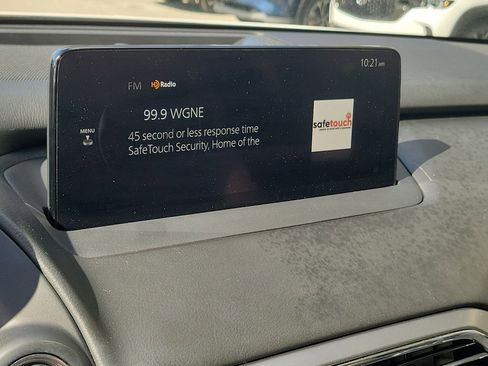 10:21 am
FM HD Radio
99.9 WGNE
MENU
45 second or less response time
SafeTouch Security, Home of the
safetouch